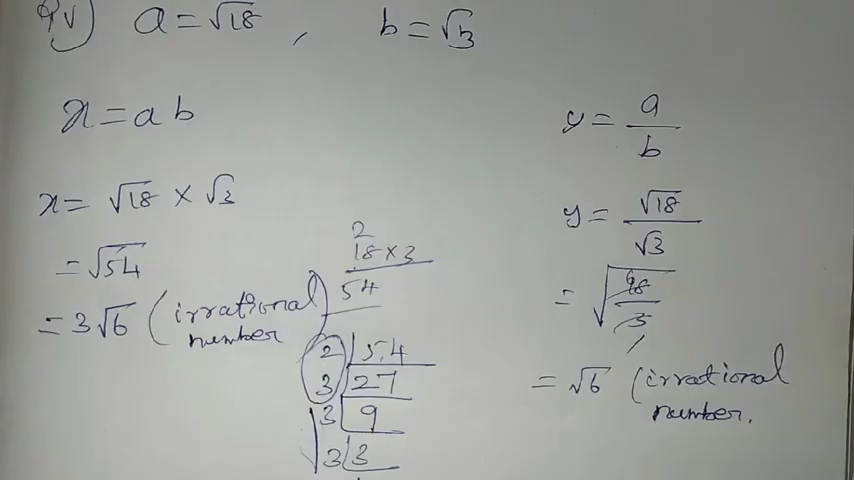 iv) a = √18 , b = √3
x = a b
x = √18 × √3
= √54
= 3√6 (irrational number
2
18 × 3
54
2 | 54
3 | 27
3 | 9
3 | 3
y = a / b
y = √18 / √3
= √(18/3)
6
= √6 (irrational number.